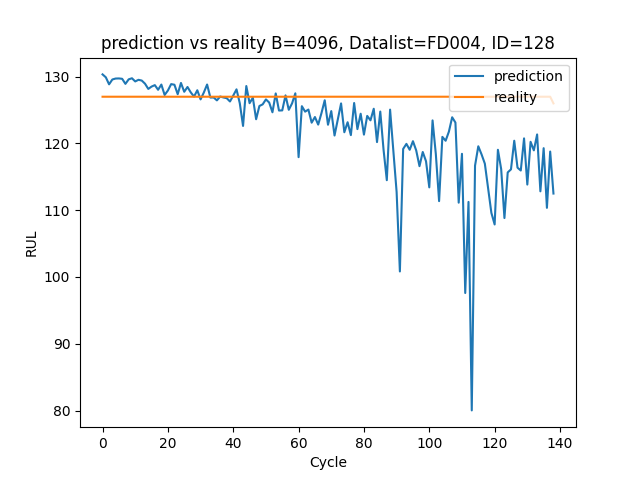 prediction vs reality B=4096, Datalist=FD004, ID=128
prediction
reality
RUL
130
120
110
100
90
80
0 20 40 60 80 100 120 140
Cycle